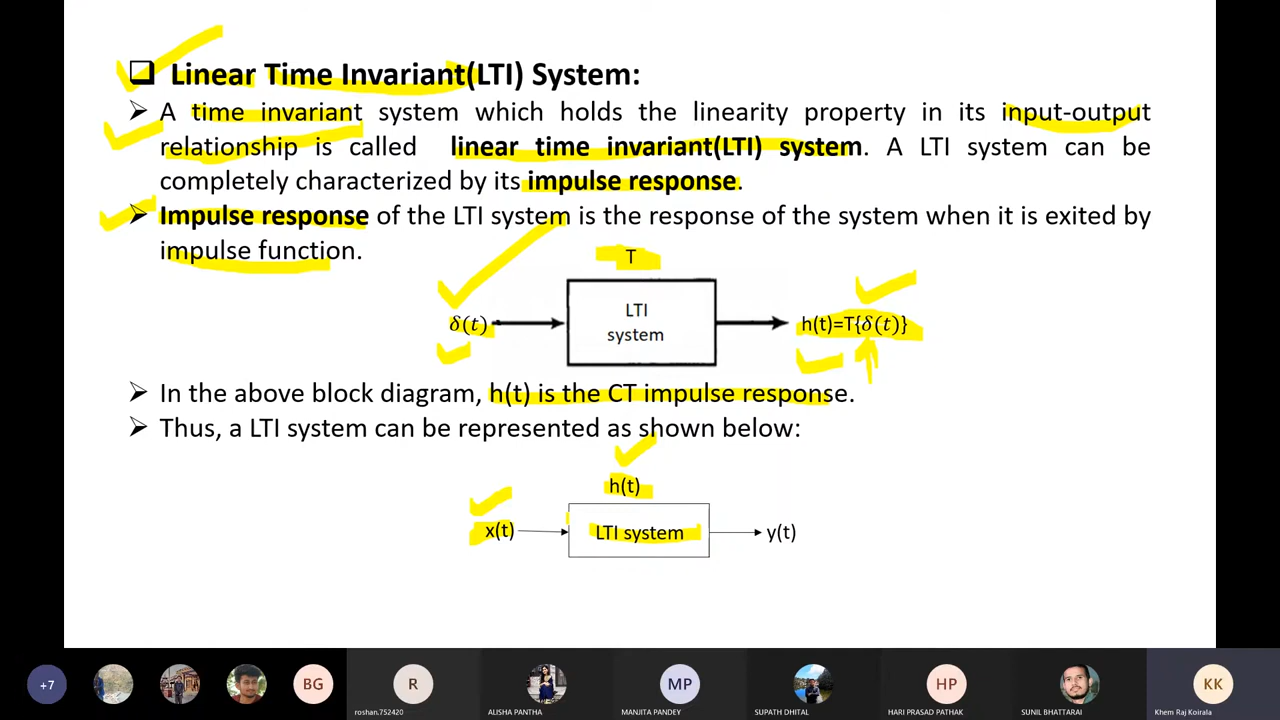 ❑ Linear Time Invariant(LTI) System:
➢ A time invariant system which holds the linearity property in its input-output
relationship is called linear time invariant(LTI) system. A LTI system can be
completely characterized by its impulse response.
➢ Impulse response of the LTI system is the response of the system when it is exited by
impulse function.
T
LTI
system
δ(t)
h(t)=T{δ(t)}
➢ In the above block diagram, h(t) is the CT impulse response.
➢ Thus, a LTI system can be represented as shown below:
h(t)
x(t) LTI system y(t)
+7
BG
R
MP
HP
KK
roshan.752420
ALISHA PANTHA
MANJITA PANDEY
SUPATH DHITAL
HARI PRASAD PATHAK
SUNIL BHATTARAI
Khem Raj Koirala